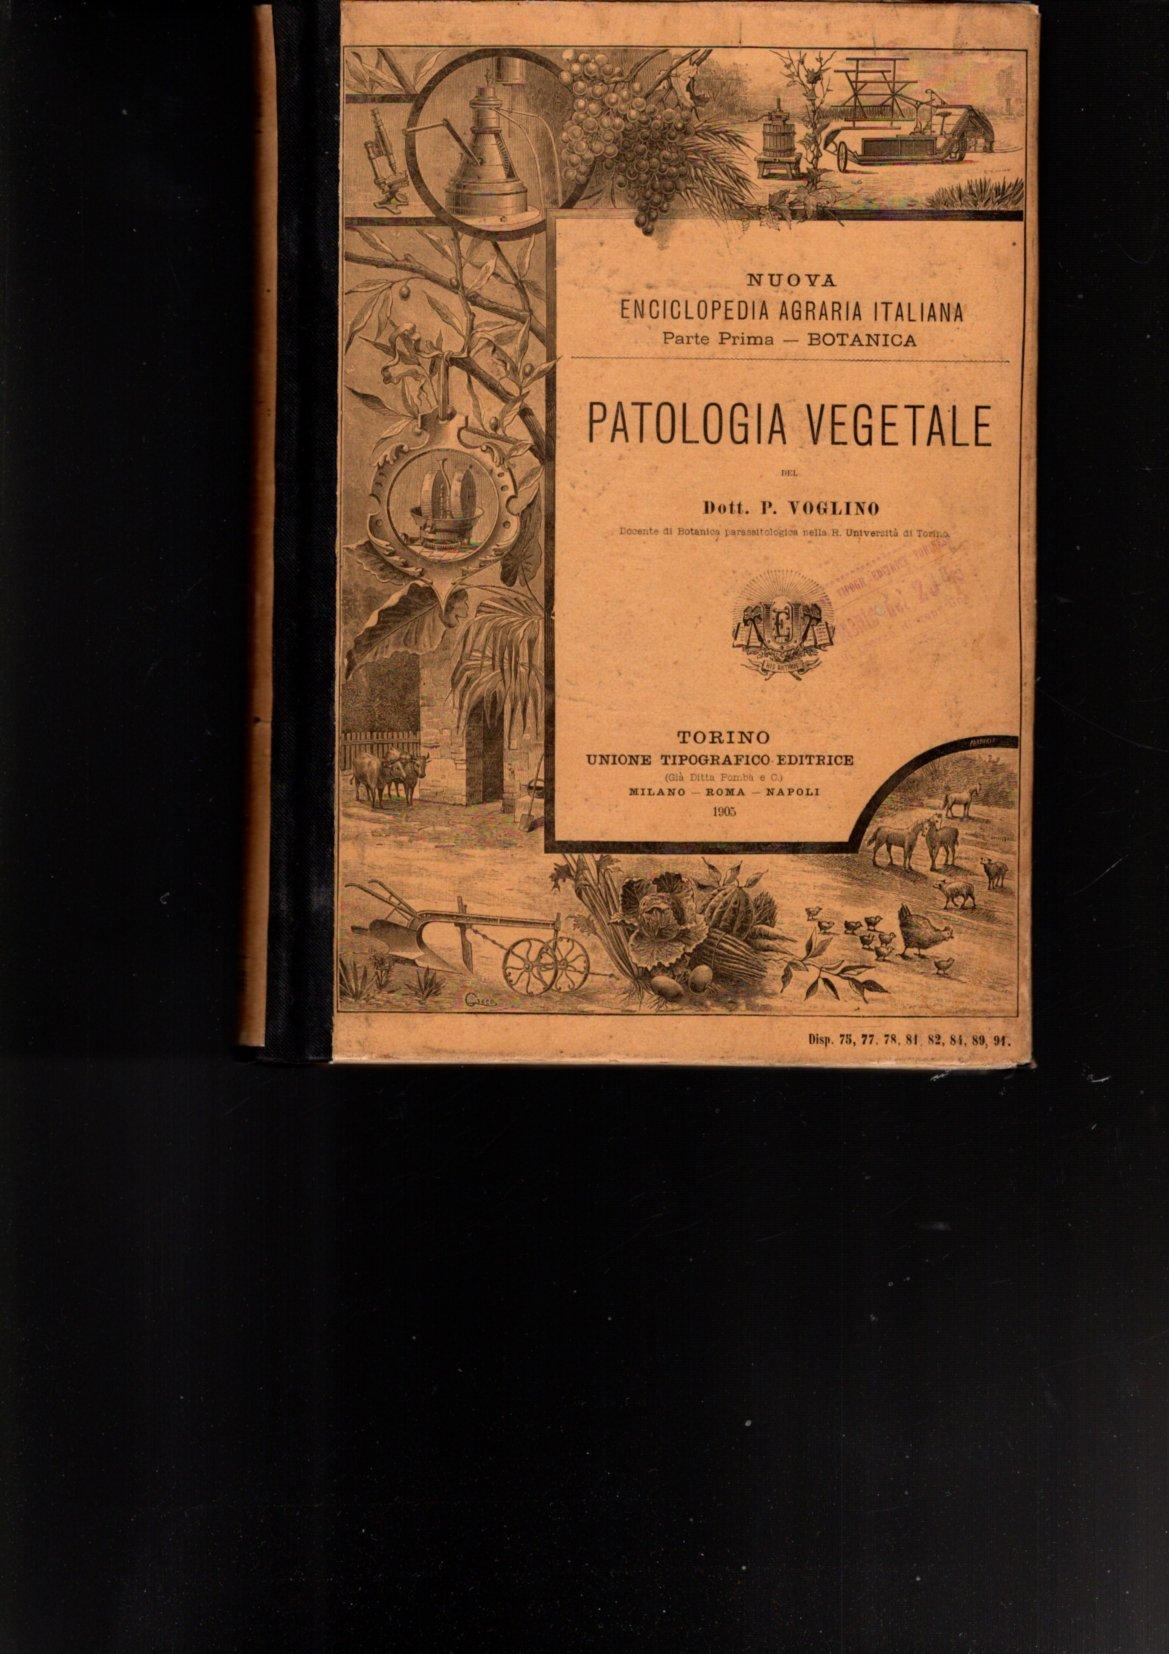 NUOVA
ENCICLOPEDIA AGRARIA ITALIANA
Parte Prima — BOTANICA
PATOLOGIA VEGETALE
DEL
Dott. P. VOGLINO
Docente di Botanica parassitologica nella R. Università di Torino.
TORINO
UNIONE TIPOGRAFICO-EDITRICE
(Già Ditta Pomba e C.)
MILANO — ROMA — NAPOLI
1905
Disp. 75, 77, 78, 81, 82, 84, 89, 91.